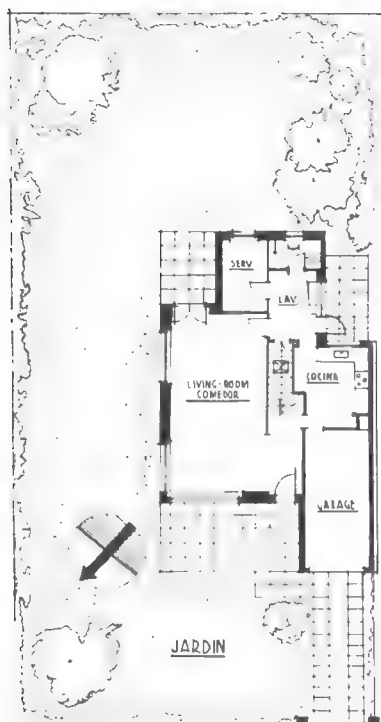 SERV.
LAV.
LIVING-ROOM
COMEDOR
COCINA
GARAGE
JARDIN